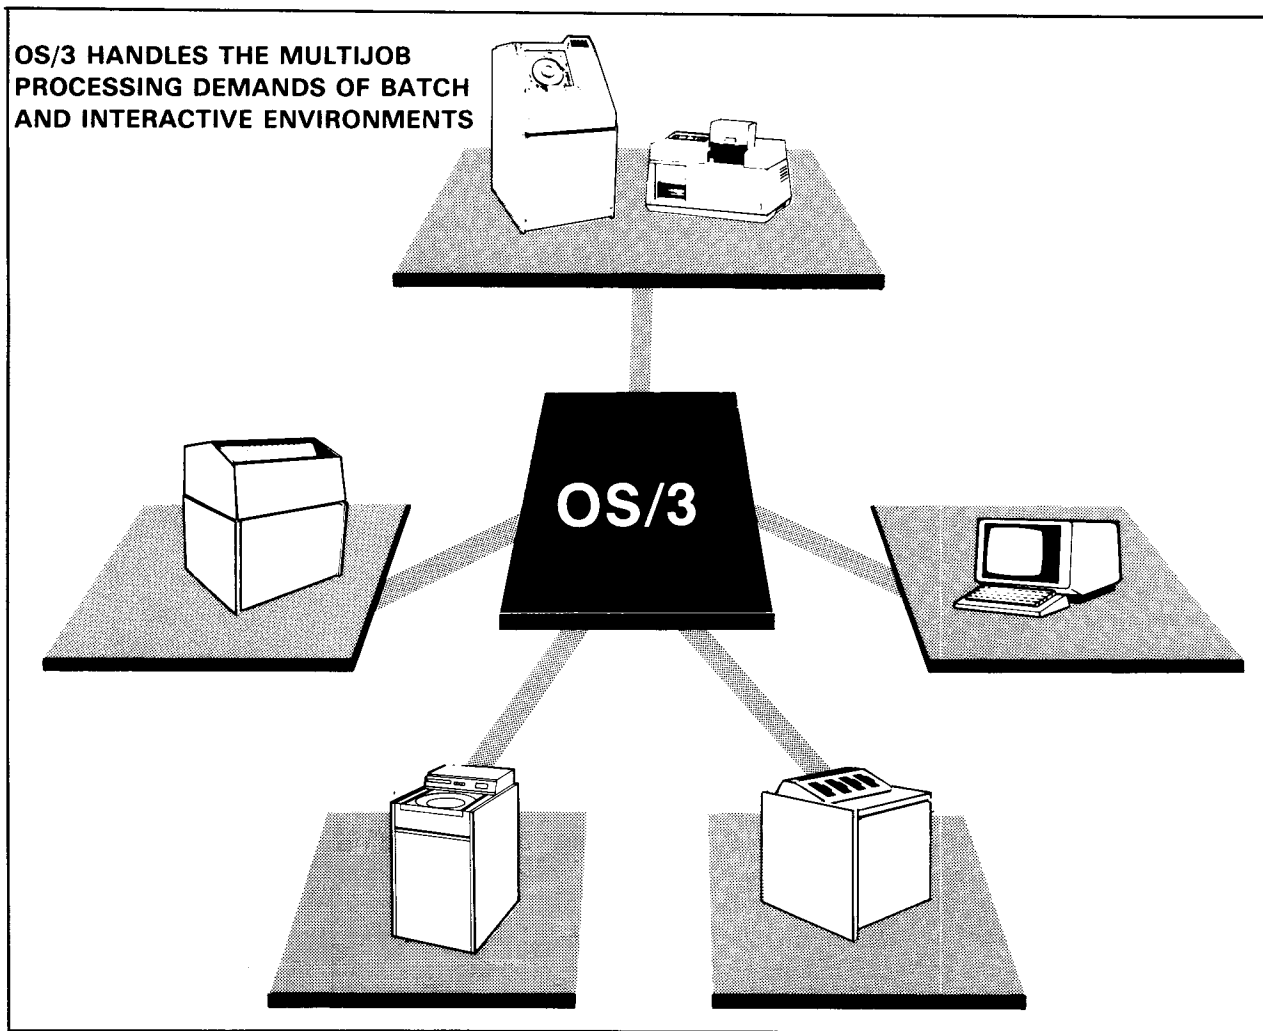 OS/3 HANDLES THE MULTIJOB
PROCESSING DEMANDS OF BATCH
AND INTERACTIVE ENVIRONMENTS
OS/3